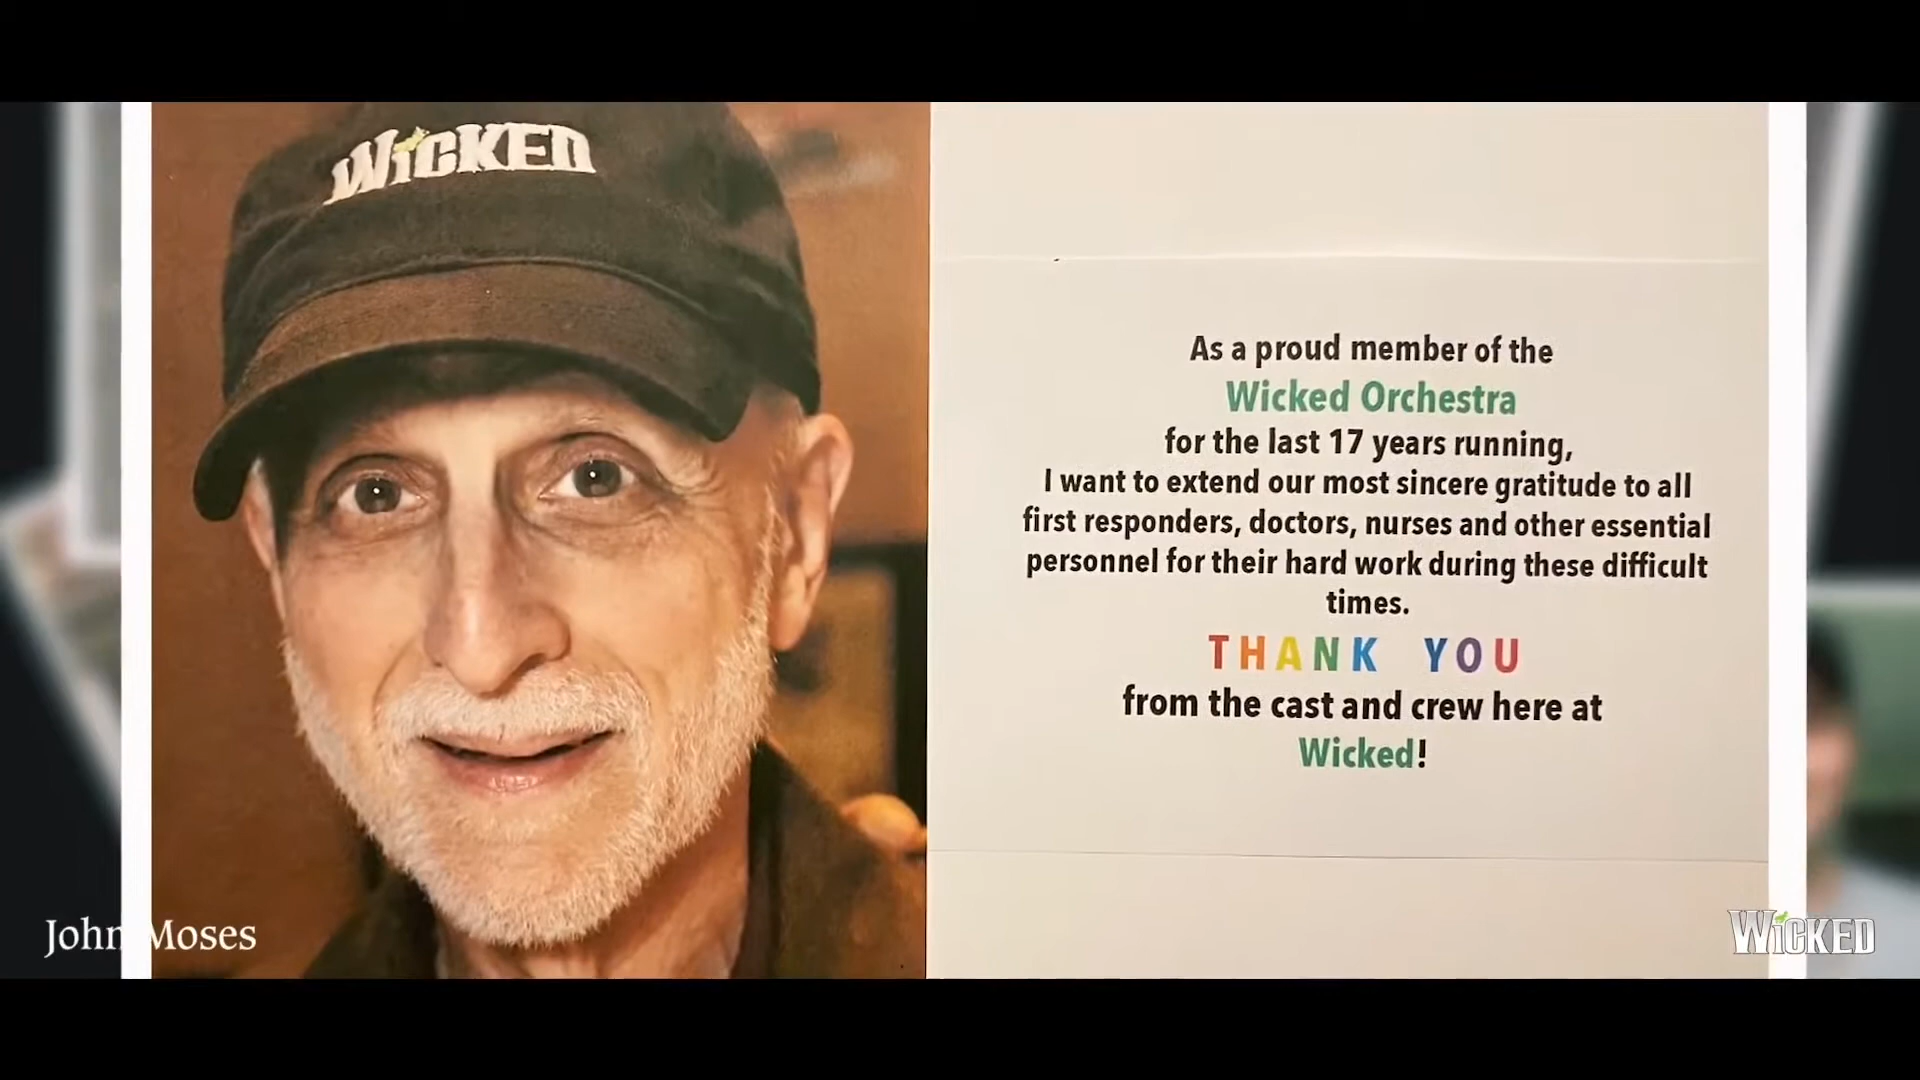 WICKED
As a proud member of the
Wicked Orchestra
for the last 17 years running,
I want to extend our most sincere gratitude to all
first responders, doctors, nurses and other essential
personnel for their hard work during these difficult
times.
THANK YOU
from the cast and crew here at
Wicked!
John Moses
WICKED